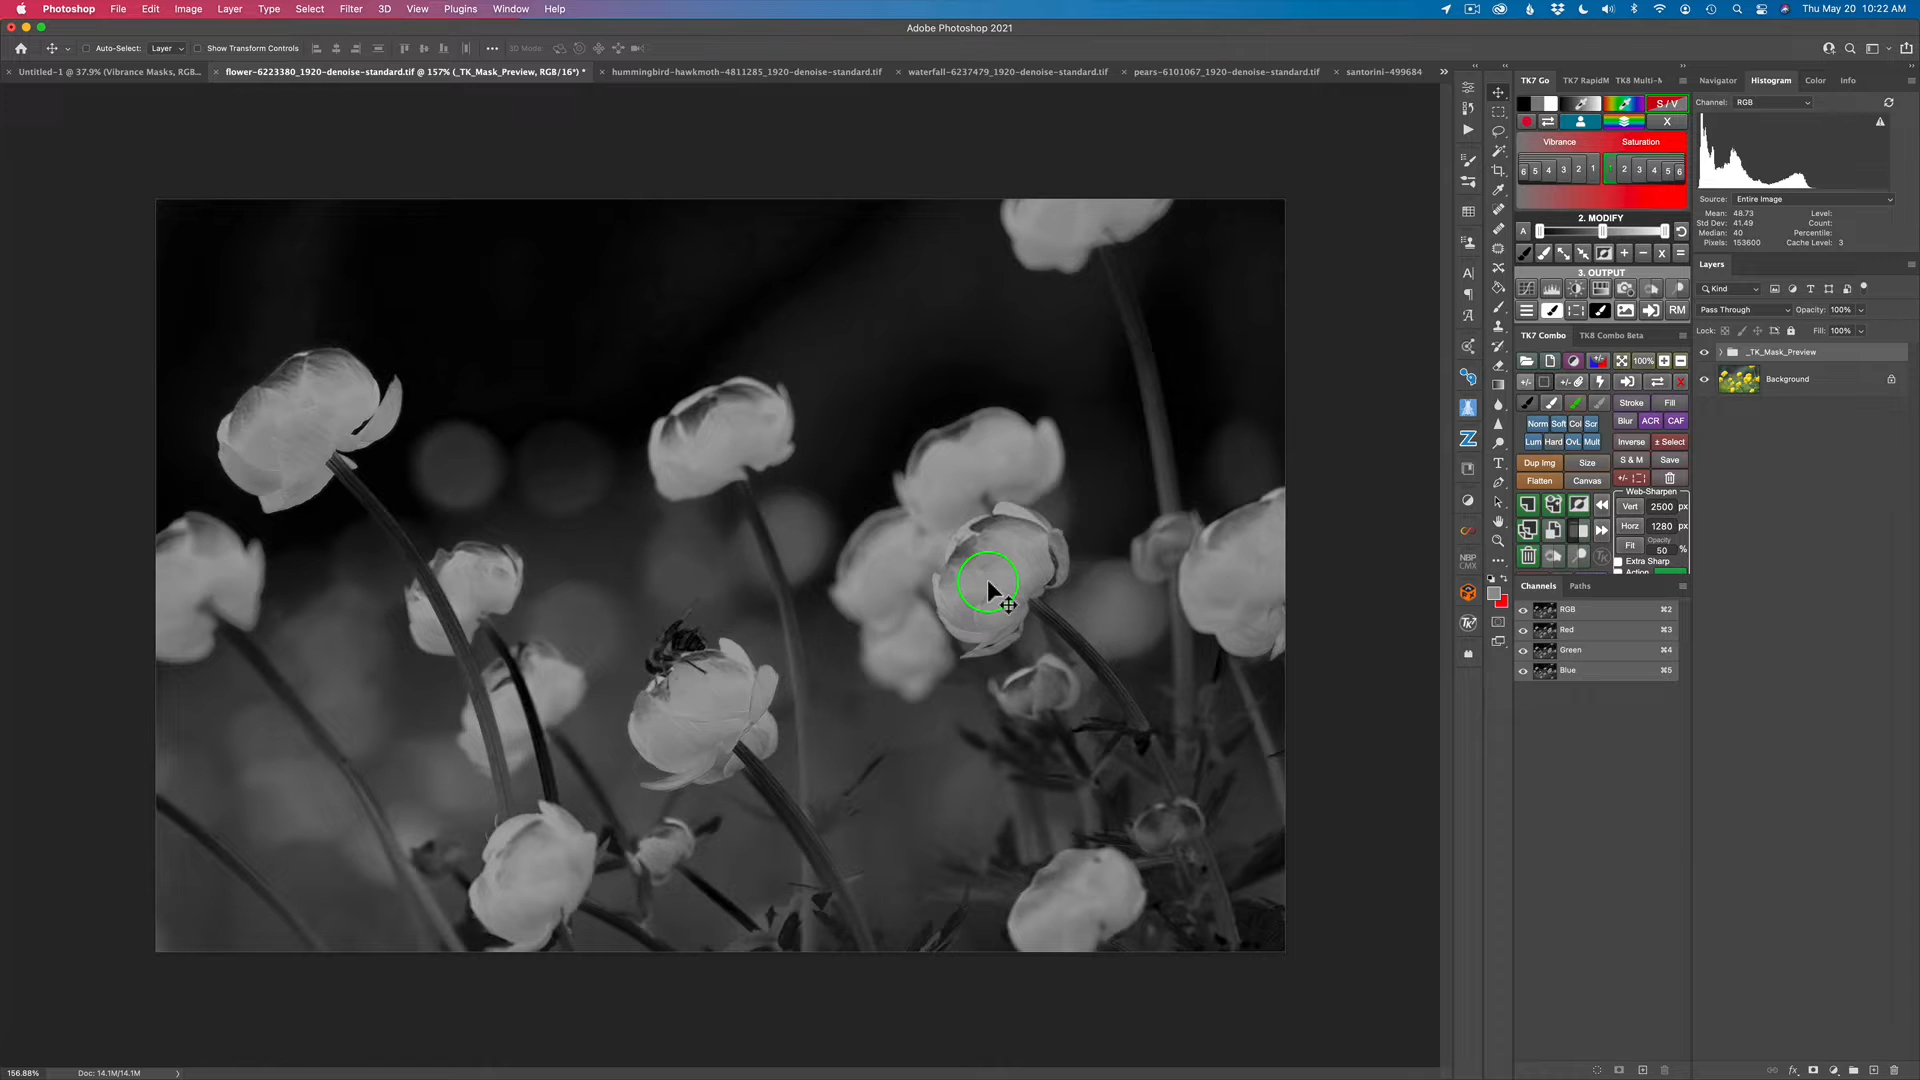 Photoshop File Edit Image Layer Type Select Filter 3D View Plugins Window Help Thu May 20 10:22 AM
Adobe Photoshop 2021
Auto-Select: Layer Show Transform Controls 3D Mode:
Untitled-1 @ 37.9% (Vibrance Masks, RGB... flower-6223380_1920-denoise-standard.tif @ 157% (_TK_Mask_Preview, RGB/16*) * hummingbird-hawkmoth-4811285_1920-denoise-standard.tif waterfall-6237479_1920-denoise-standard.tif pears-6101067_1920-denoise-standard.tif santorini-499684
TK7 Go TK7 RapidM TK8 Multi-M
S / V
X
Vibrance Saturation
6 5 4 3 2 1 2 3 4 5 6
2. MODIFY
A
+ − X =
3. OUTPUT
RM
TK7 Combo TK8 Combo Beta
100% + −
+/- +/- X
Stroke Fill
Norm Soft Col Scr Blur ACR CAF
Lum Hard OvL Mult Inverse ± Select
Dup Img Size S & M Save
Flatten Canvas +/-
Web-Sharpen
Vert 2500 px
Horz 1280 px
Opacity
Fit 50 %
Extra Sharp
Action
Channels Paths
RGB ⌘2
Red ⌘3
Green ⌘4
Blue ⌘5
NBP
CMX
TK
Navigator Histogram Color Info
Channel: RGB
Source: Entire Image
Mean: 48.73 Level:
Std Dev: 41.49 Count:
Median: 40 Percentile:
Pixels: 153600 Cache Level: 3
Layers
Kind
Pass Through Opacity: 100%
Lock: Fill: 100%
_TK_Mask_Preview
Background
fx
156.88% Doc: 14.1M/14.1M